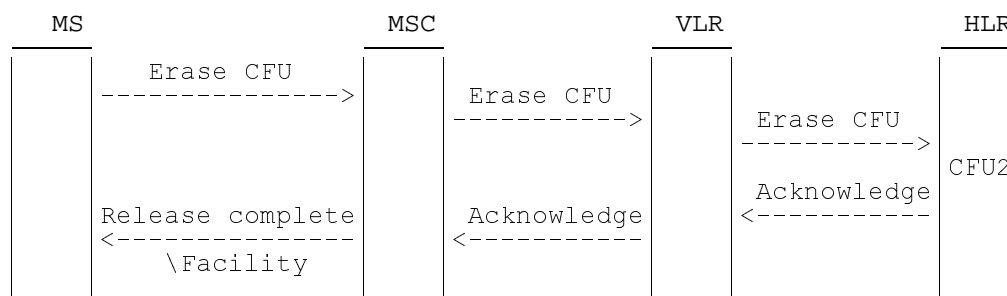 MS MSC VLR HLR
Erase CFU
--------------->
Erase CFU
----------->
Erase CFU
----------->
CFU2
Acknowledge
<-----------
Release complete Acknowledge
<--------------- <-----------
\Facility